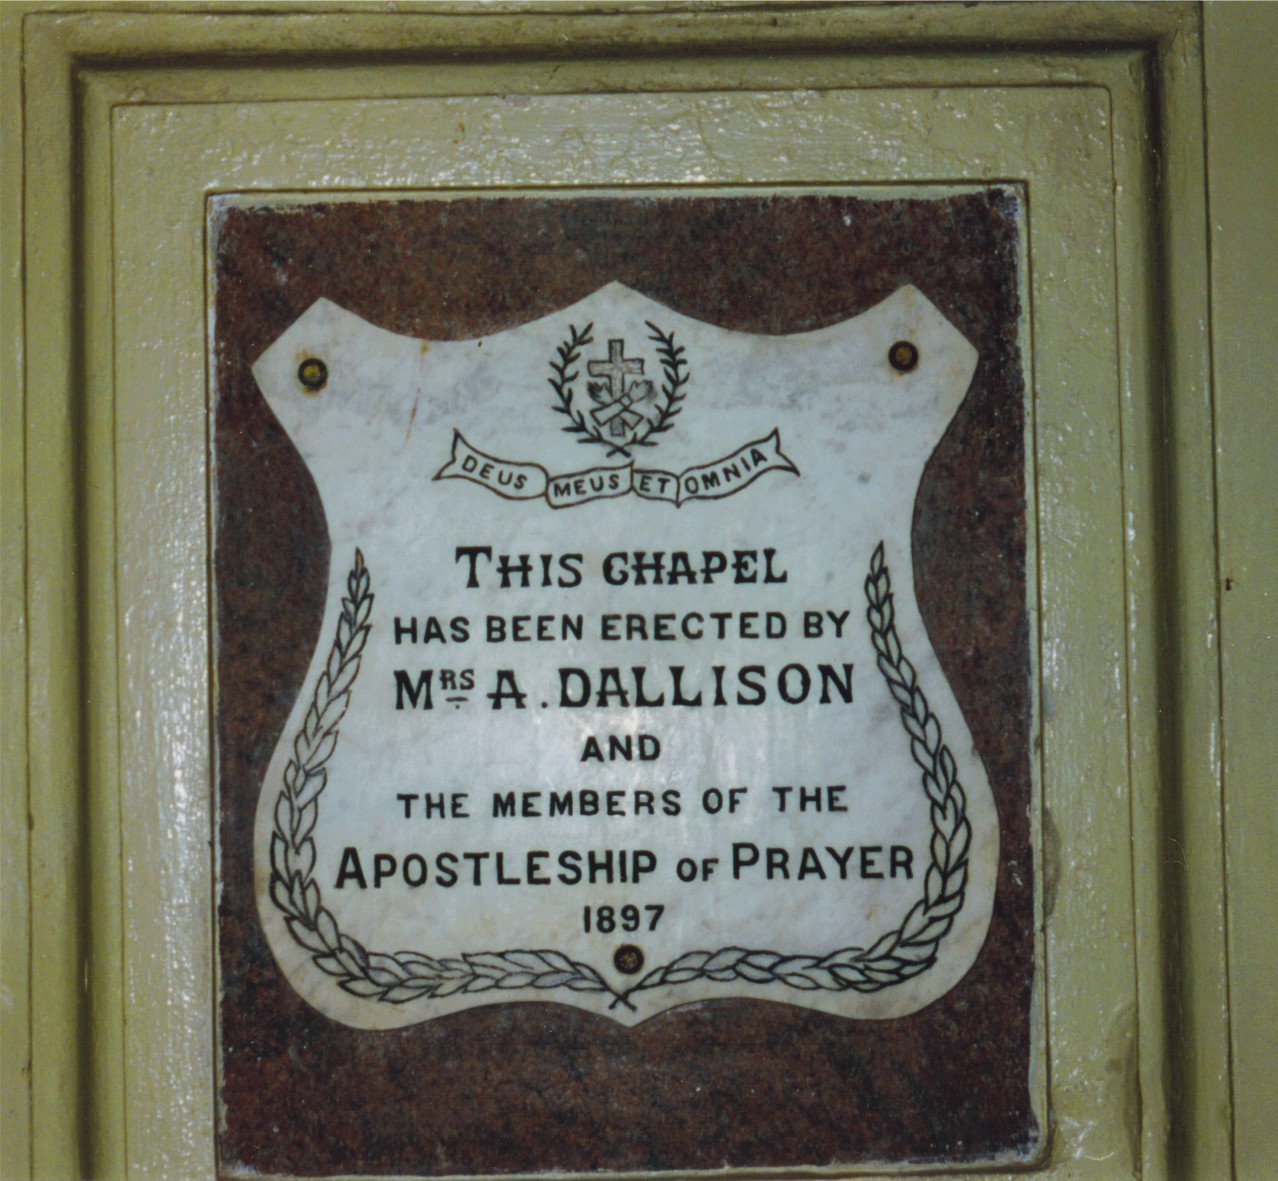 DEUS MEUS ET OMNIA
THIS CHAPEL
HAS BEEN ERECTED BY
MRS A. DALLISON
AND
THE MEMBERS OF THE
APOSTLESHIP OF PRAYER
1897